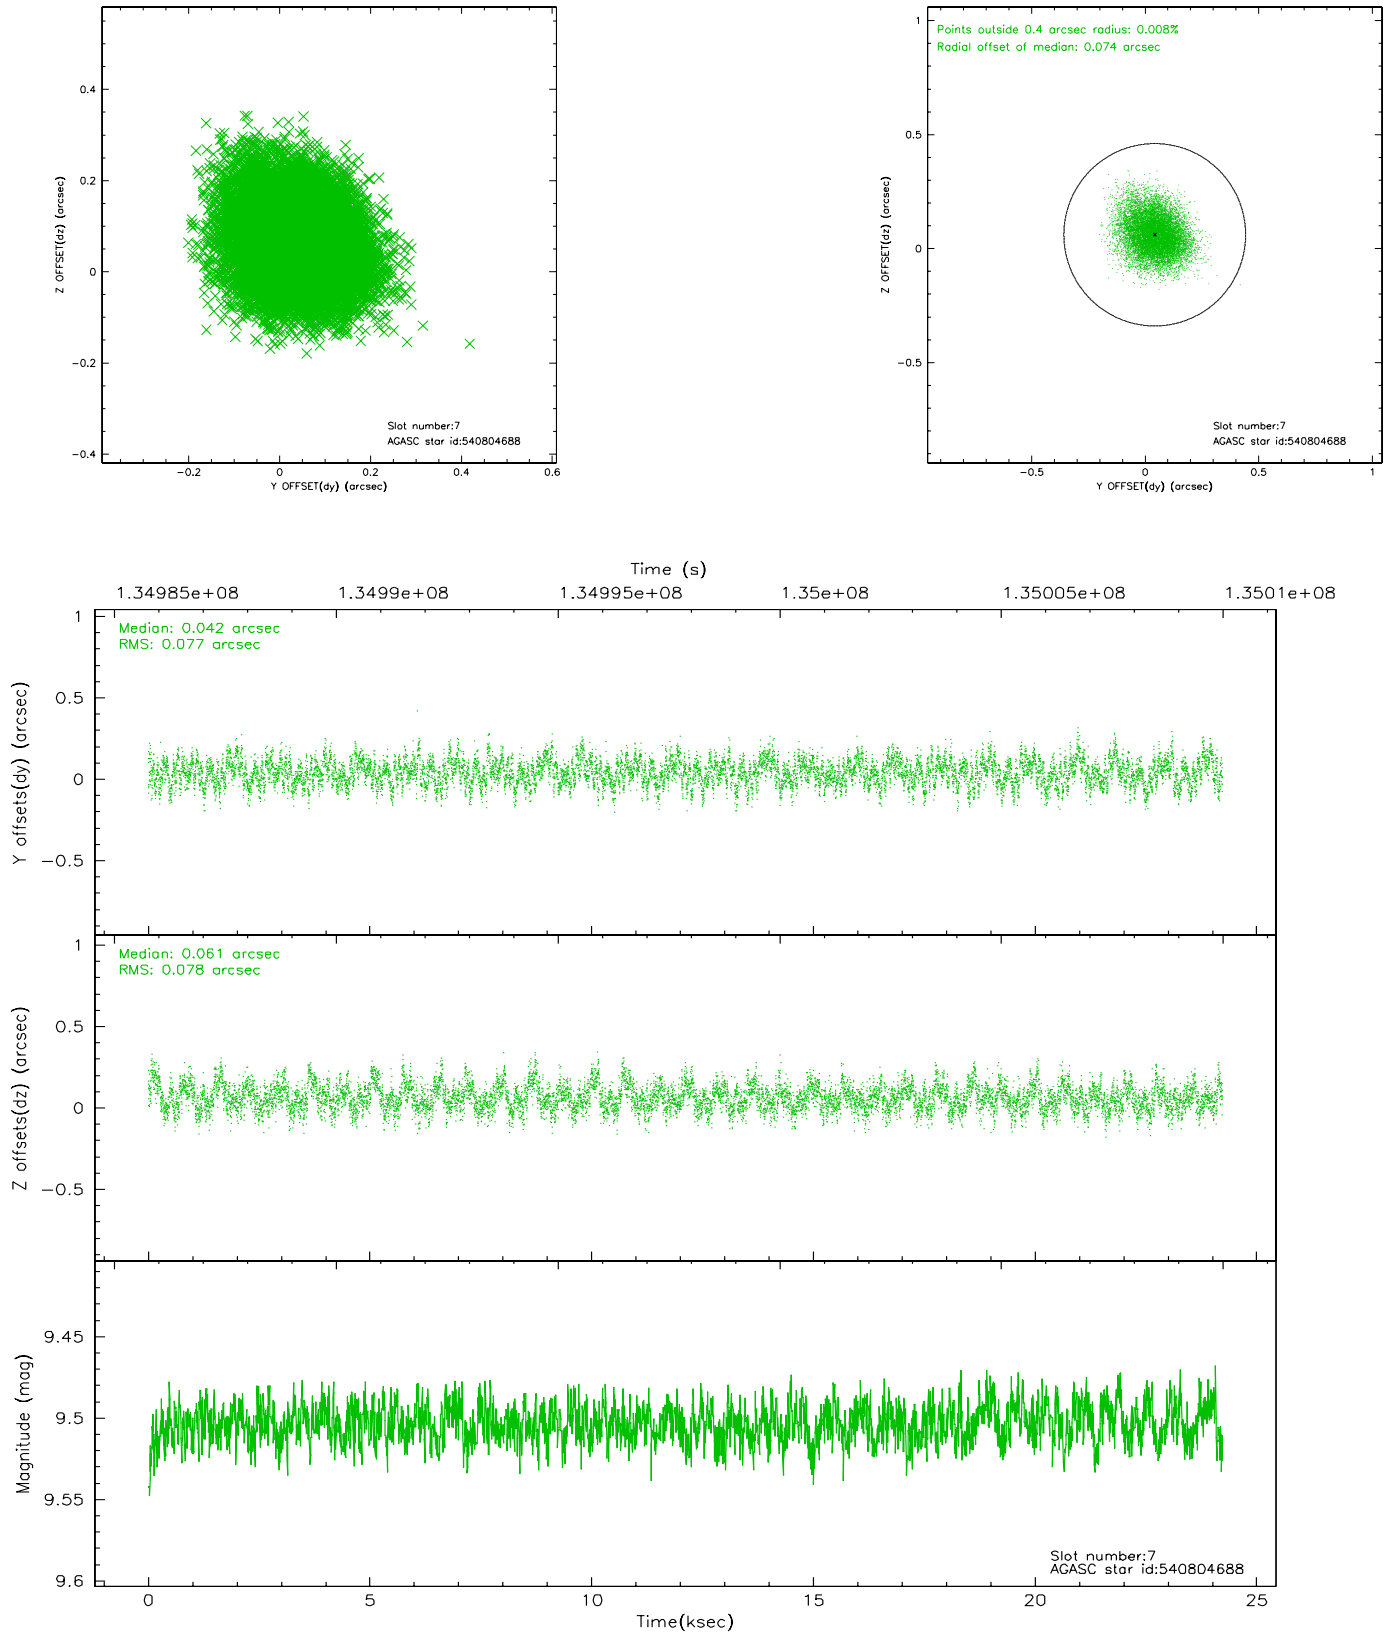 0.4
0.2
0
−0.2
−0.4
Z OFFSET(dz) (arcsec)
Slot number:7
AGASC star id:540804688
−0.2 0 0.2 0.4 0.6
Y OFFSET(dy) (arcsec)
Points outside 0.4 arcsec radius: 0.008%
Radial offset of median: 0.074 arcsec
1
0.5
0
−0.5
Z OFFSET(dz) (arcsec)
Slot number:7
AGASC star id:540804688
−0.5 0 0.5 1
Y OFFSET(dy) (arcsec)
Time (s)
1.34985e+08 1.3499e+08 1.34995e+08 1.35e+08 1.35005e+08 1.3501e+08
Median: 0.042 arcsec
RMS: 0.077 arcsec
1
0.5
0
−0.5
Y offsets(dy) (arcsec)
Median: 0.061 arcsec
RMS: 0.078 arcsec
1
0.5
0
−0.5
Z offsets(dz) (arcsec)
9.45
9.5
9.55
9.6
Magnitude (mag)
Slot number:7
AGASC star id:540804688
0 5 10 15 20 25
Time(ksec)